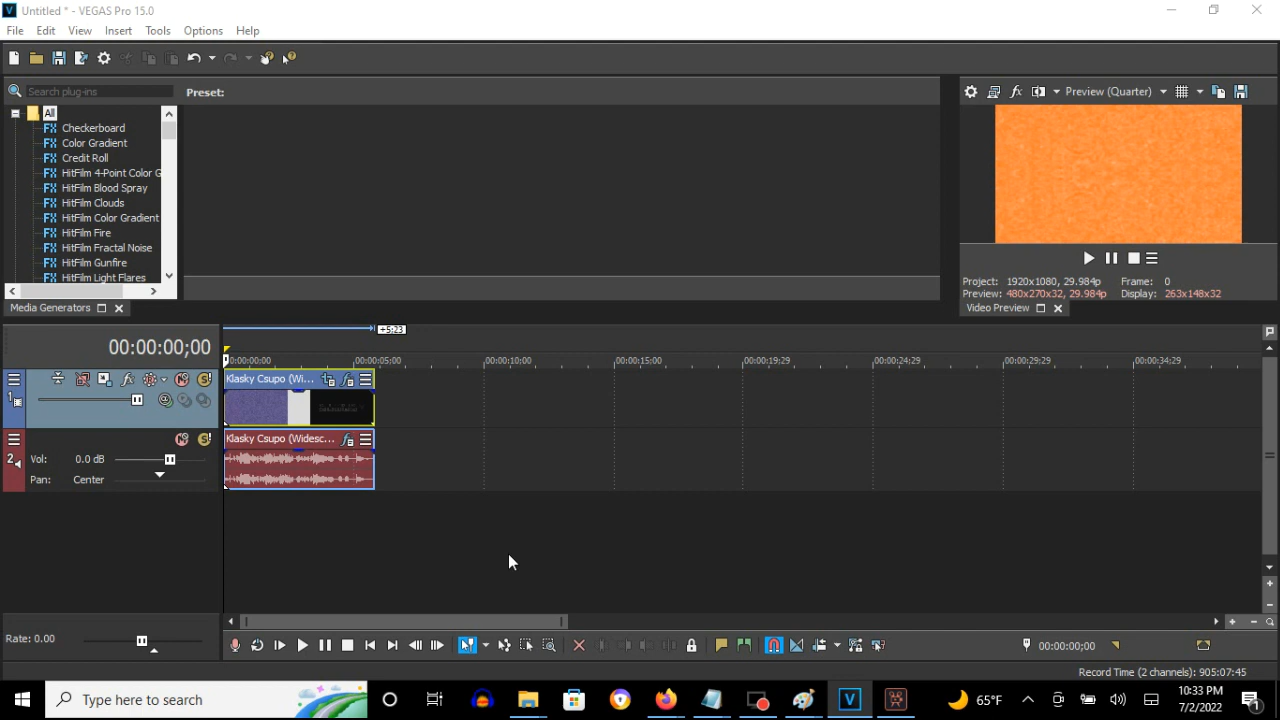 Untitled * - VEGAS Pro 15.0
File Edit View Insert Tools Options Help
Search plug-ins
Preset:
Preview (Quarter)
All
Checkerboard
Color Gradient
Credit Roll
HitFilm 4-Point Color G
HitFilm Blood Spray
HitFilm Clouds
HitFilm Color Gradient
HitFilm Fire
HitFilm Fractal Noise
HitFilm Gunfire
HitFilm Light Flares
Project: 1920x1080, 29.984p Frame: 0
Preview: 480x270x32, 29.984p Display: 263x148x32
Media Generators
Video Preview
+5;23
00:00:00;00
00:00:00;00 00:00:05;00 00:00:10;00 00:00:15;00 00:00:19;29 00:00:24;29 00:00:29;29 00:00:34;29
Klasky Csupo (Wi...
1
Klasky Csupo (Widesc...
2
Vol: 0.0 dB
Pan: Center
Rate: 0.00
00:00:00;00
Record Time (2 channels): 905:07:45
Type here to search
65°F
10:33 PM
7/2/2022
1